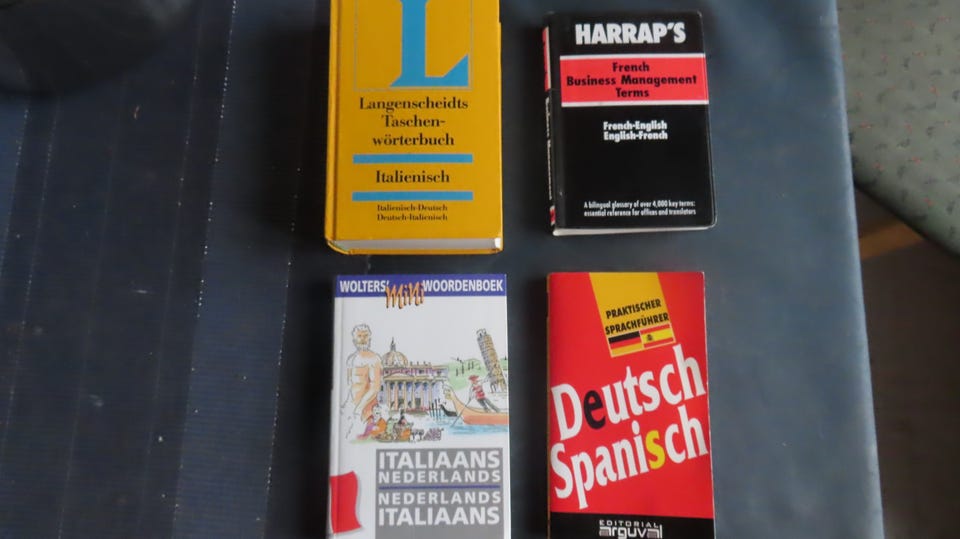 L
Langenscheidts
Taschen-
wörterbuch
Italienisch
Italienisch-Deutsch
Deutsch-Italienisch
HARRAP'S
French
Business Management
Terms
French-English
English-French
A bilingual glossary of over 4,000 key terms:
essential reference for offices and translators
WOLTERS' mini WOORDENBOEK
ITALIAANS
NEDERLANDS
NEDERLANDS
ITALIAANS
PRAKTISCHER
SPRACHFÜHRER
Deutsch
Spanisch
EDITORIAL
arguval